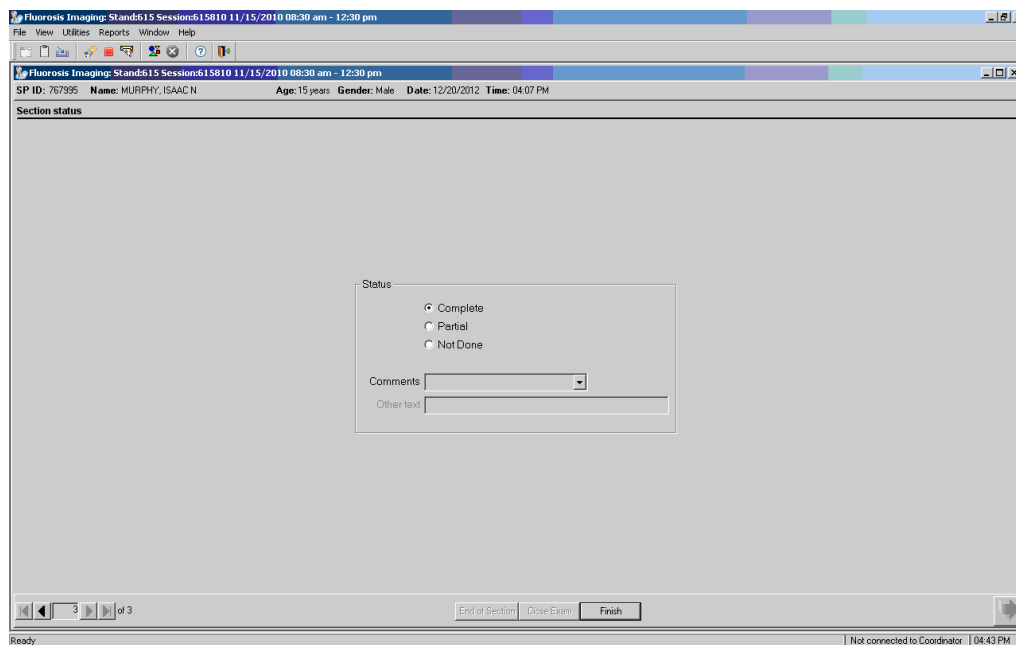 Fluorosis Imaging: Stand:615 Session:615810 11/15/2010 08:30 am - 12:30 pm
File View Utilities Reports Window Help
Fluorosis Imaging: Stand:615 Session:615810 11/15/2010 08:30 am - 12:30 pm
SP ID: 767995 Name: MURPHY, ISAAC N Age: 15 years Gender: Male Date: 12/20/2012 Time: 04:07 PM
Section status
Status
Complete
Partial
Not Done
Comments
Other text
3 of 3 End of Section Close Exam Finish
Ready Not connected to Coordinator 04:43 PM